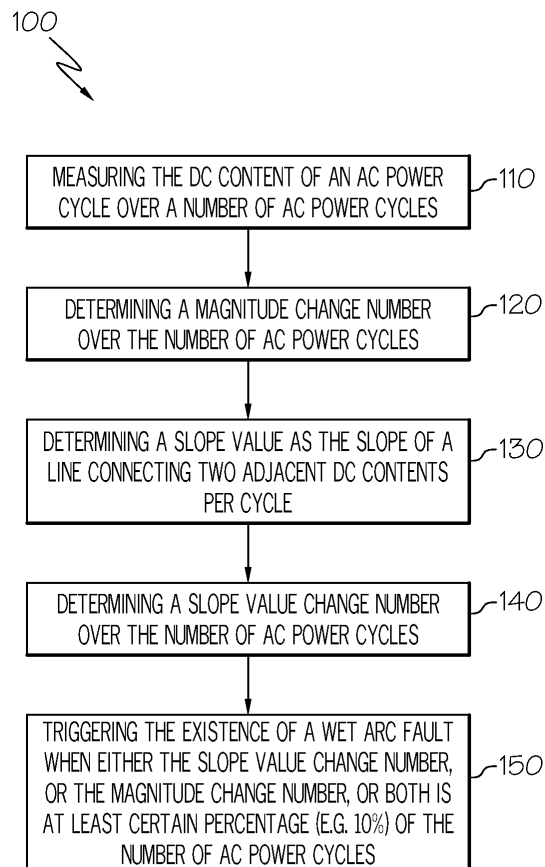 100
MEASURING THE DC CONTENT OF AN AC POWER
CYCLE OVER A NUMBER OF AC POWER CYCLES
110
DETERMINING A MAGNITUDE CHANGE NUMBER
OVER THE NUMBER OF AC POWER CYCLES
120
DETERMINING A SLOPE VALUE AS THE SLOPE OF A
LINE CONNECTING TWO ADJACENT DC CONTENTS
PER CYCLE
130
DETERMINING A SLOPE VALUE CHANGE NUMBER
OVER THE NUMBER OF AC POWER CYCLES
140
TRIGGERING THE EXISTENCE OF A WET ARC FAULT
WHEN EITHER THE SLOPE VALUE CHANGE NUMBER,
OR THE MAGNITUDE CHANGE NUMBER, OR BOTH IS
AT LEAST CERTAIN PERCENTAGE (E.G. 10%) OF THE
NUMBER OF AC POWER CYCLES
150